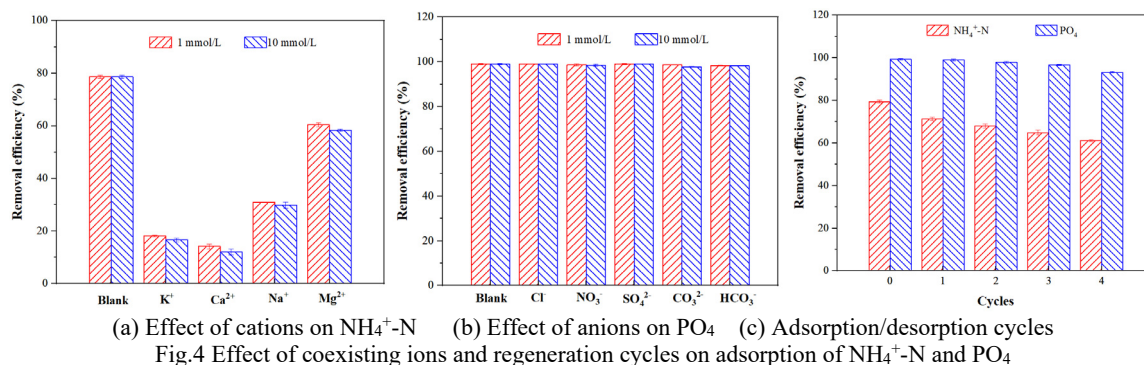 100
80
60
40
20
0
Removal efficiency (%)
1 mmol/L
10 mmol/L
Blank K⁺ Ca²⁺ Na⁺ Mg²⁺
120
100
80
60
40
20
0
Removal efficiency (%)
1 mmol/L
10 mmol/L
Blank Cl⁻ NO₃⁻ SO₄²⁻ CO₃²⁻ HCO₃⁻
120
100
80
60
40
20
0
Removal efficiency (%)
NH₄⁺-N
PO₄
0 1 2 3 4
Cycles
(a) Effect of cations on NH₄⁺-N (b) Effect of anions on PO₄ (c) Adsorption/desorption cycles
Fig.4 Effect of coexisting ions and regeneration cycles on adsorption of NH₄⁺-N and PO₄